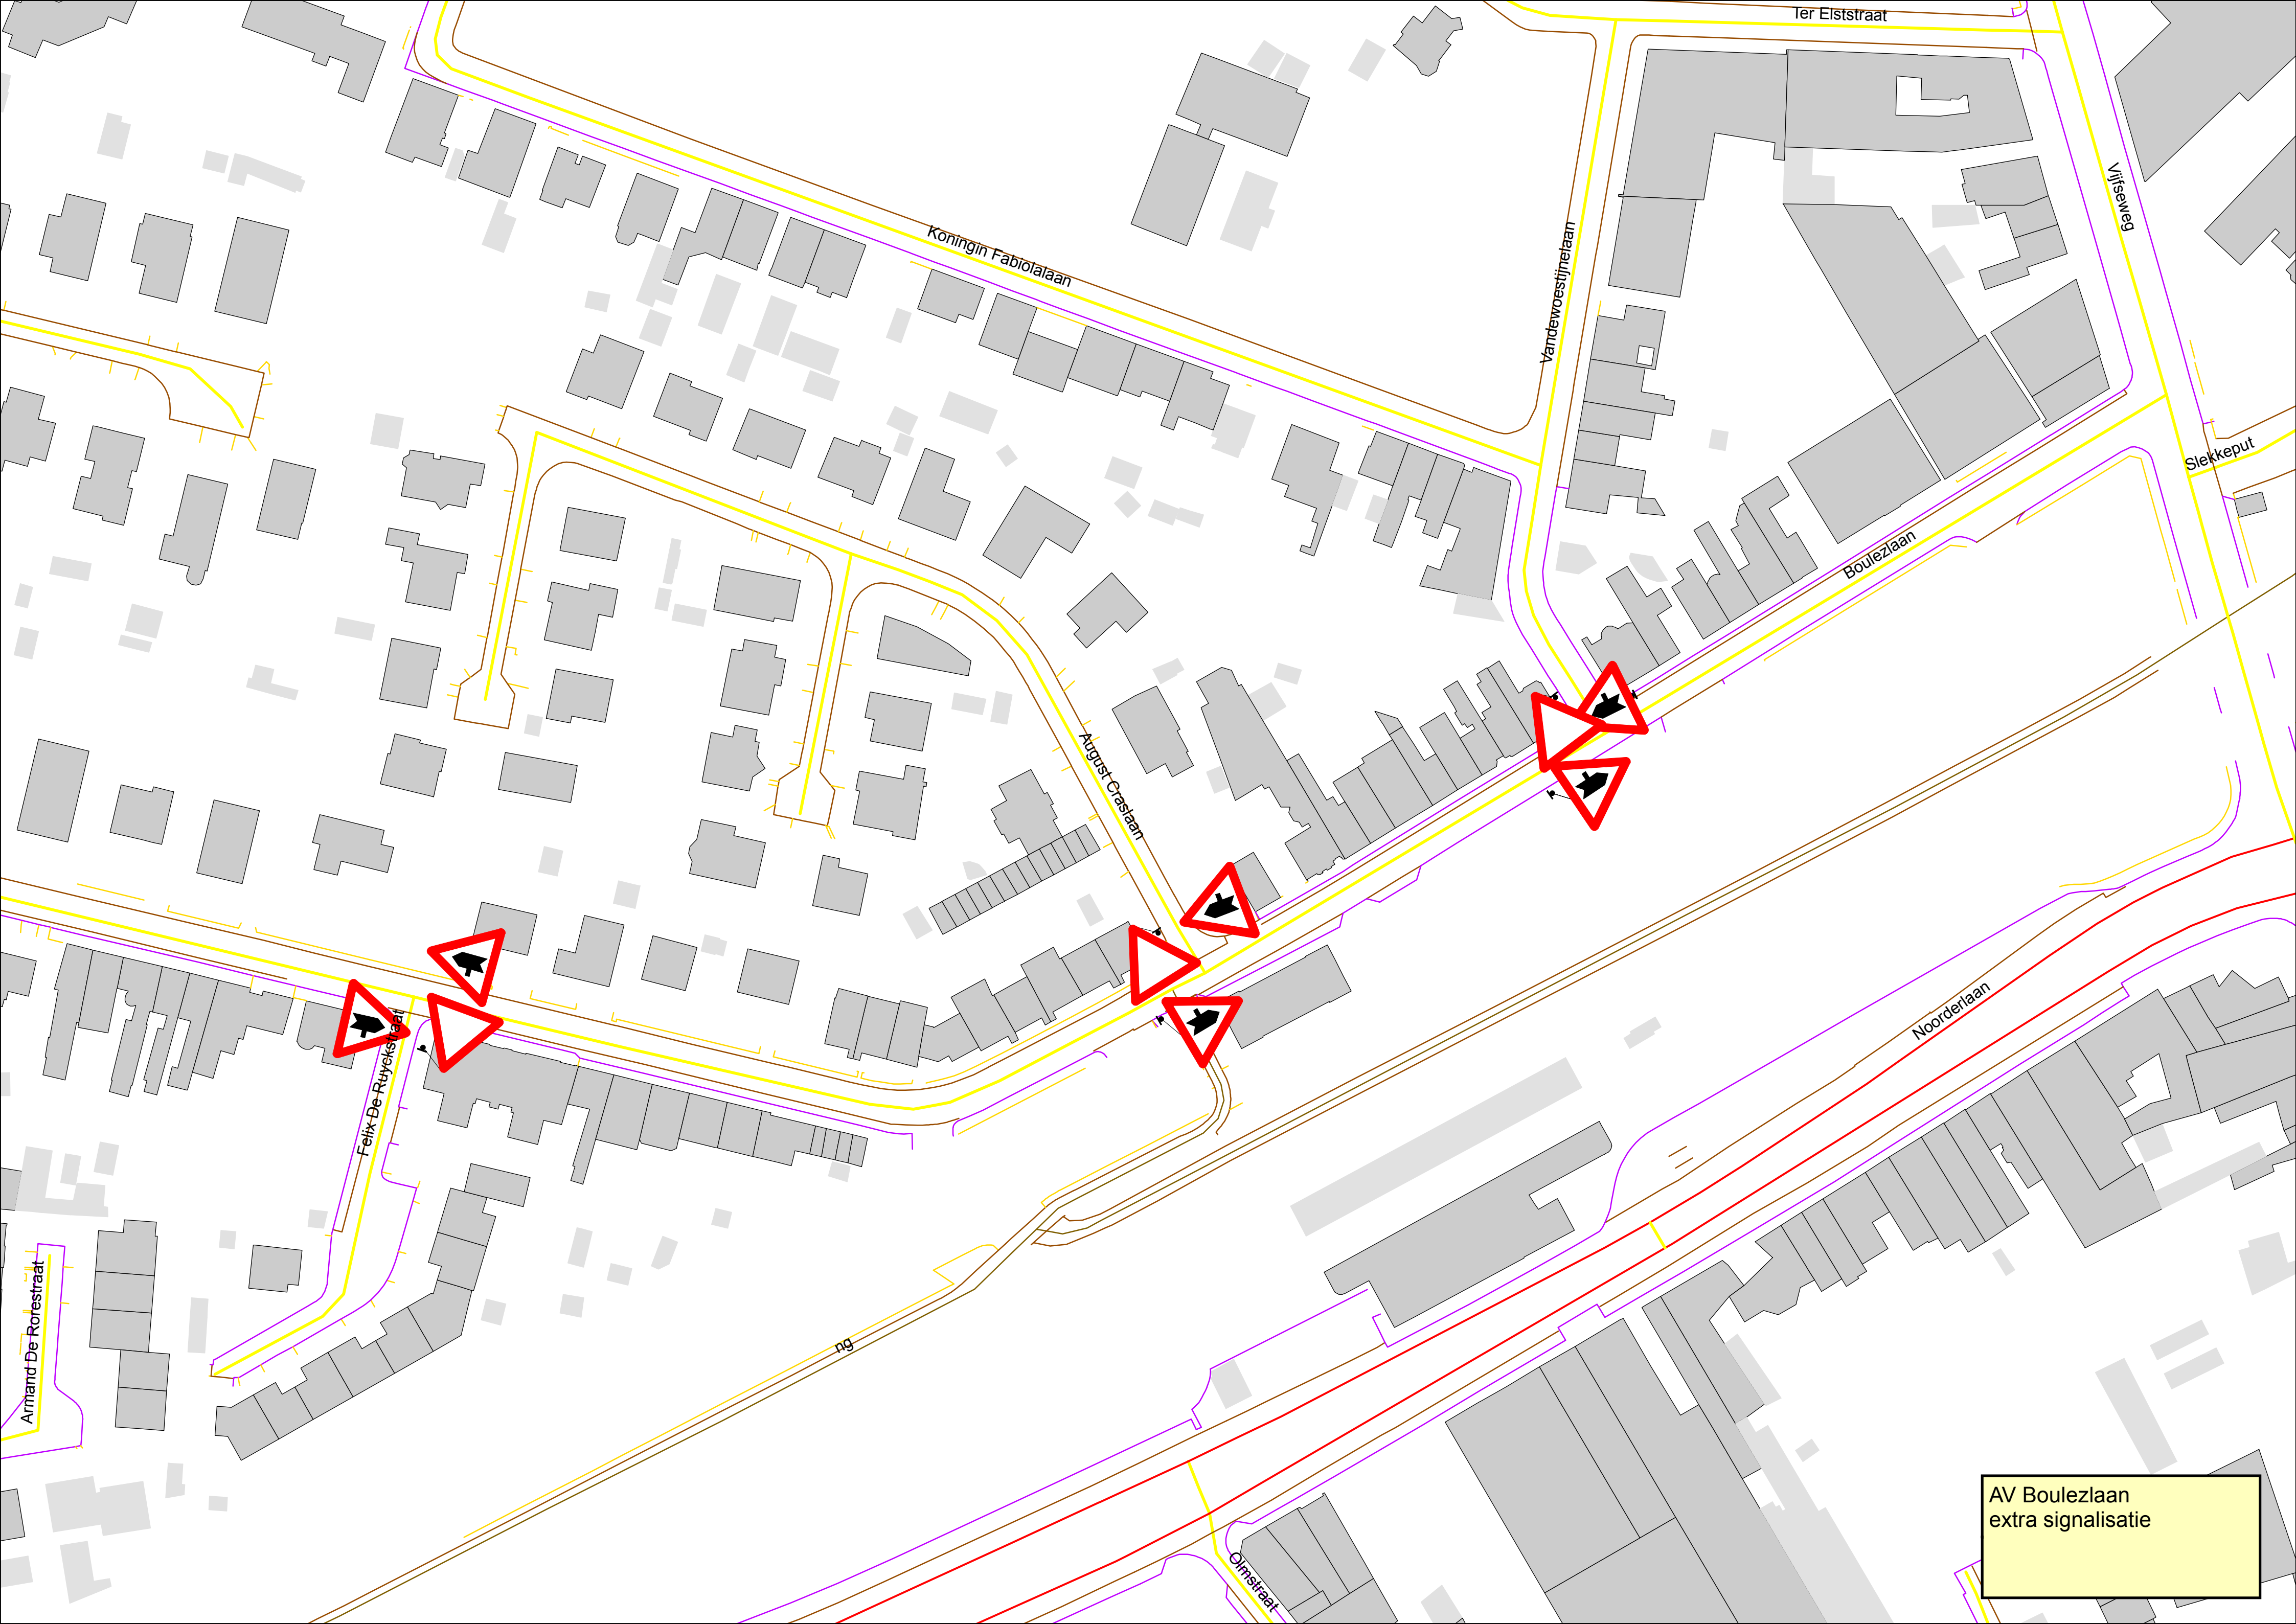 Ter Elststraat
Vijfseweg
Koningin Fabiolalaan
Vandewoestijnelaan
Slekkeput
Boulezlaan
August Craslaan
Noorderlaan
Felix De Ruyckstraat
Armand De Rorestraat
ng
Olmstraat
AV Boulezlaan
extra signalisatie